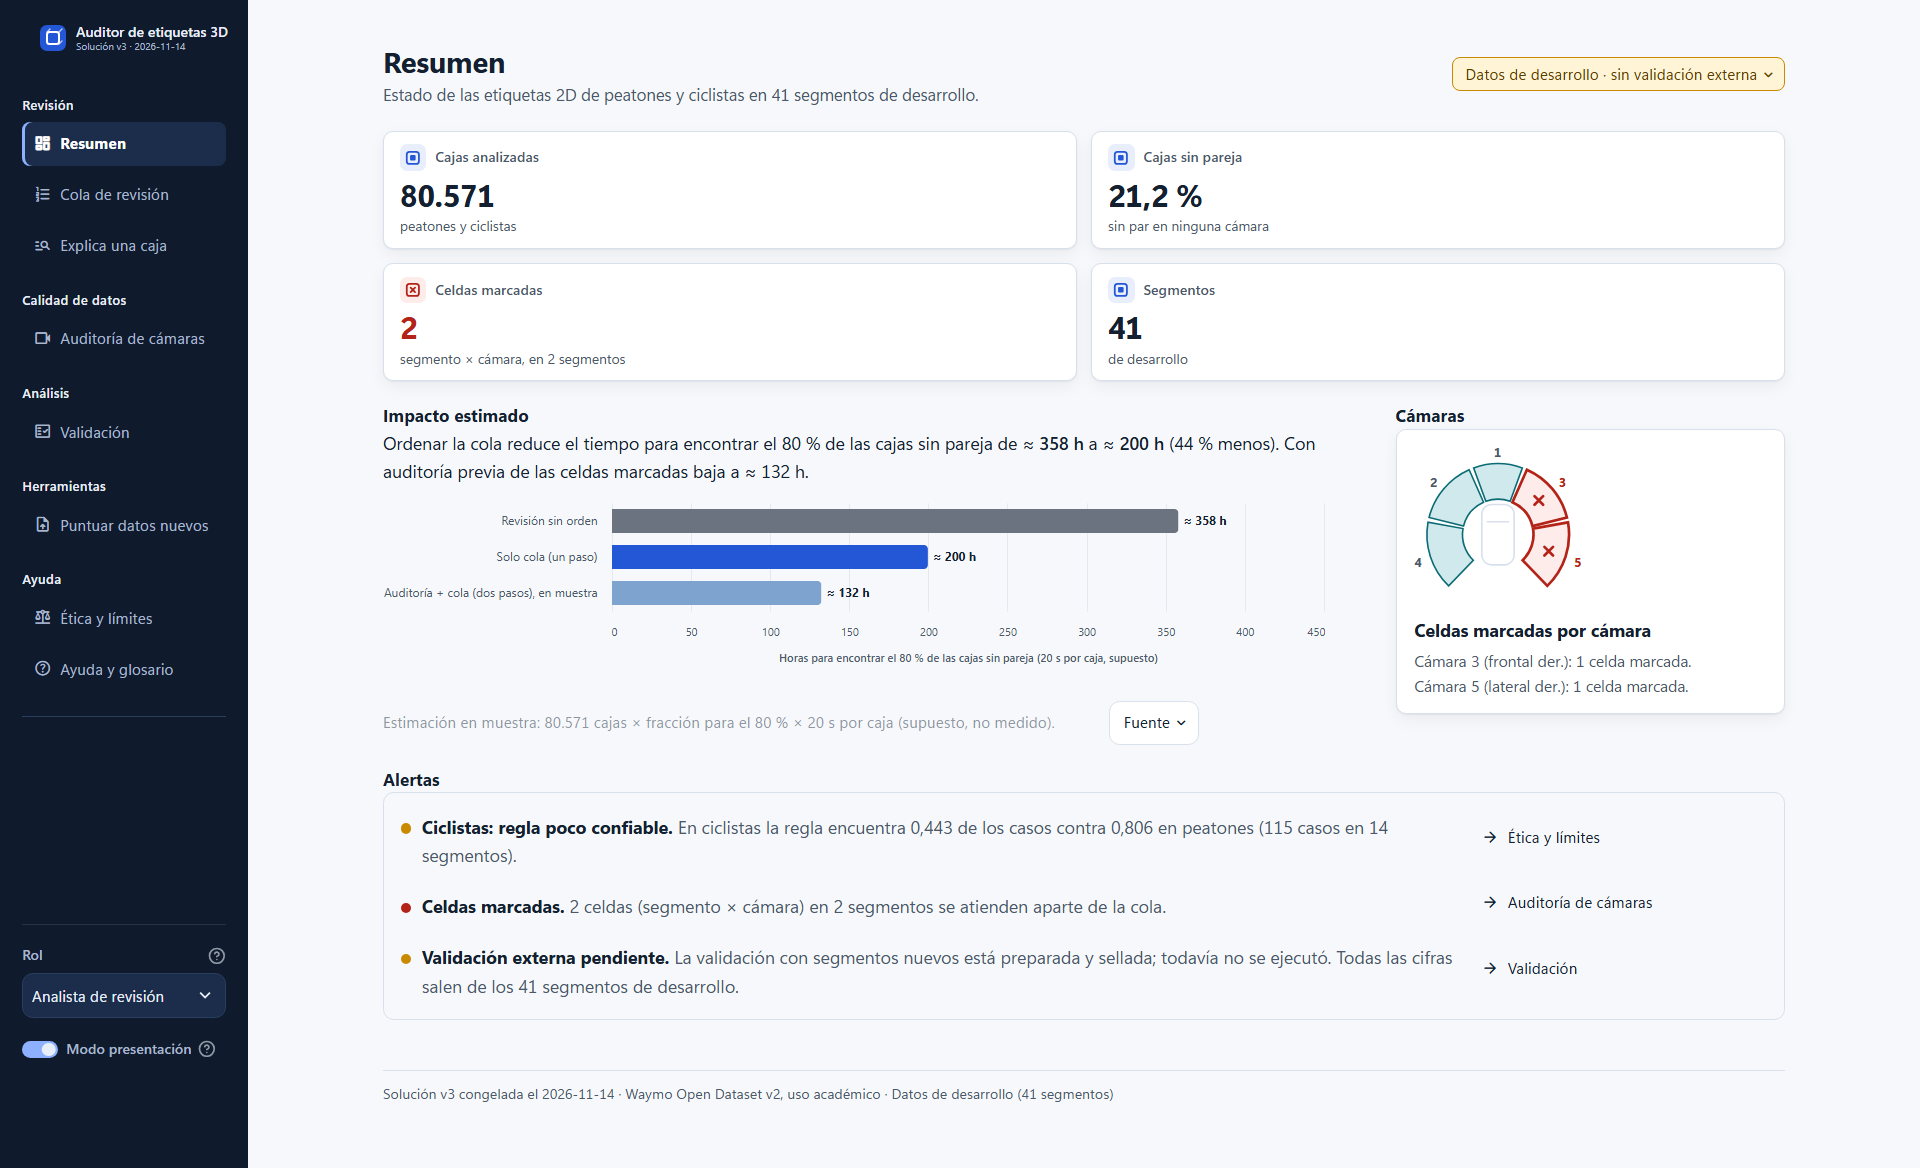 Auditor de etiquetas 3D
Solución v3 · 2026-11-14
Revisión
Resumen
Cola de revisión
Explica una caja
Calidad de datos
Auditoría de cámaras
Análisis
Validación
Herramientas
Puntuar datos nuevos
Ayuda
Ética y límites
Ayuda y glosario
Rol
Analista de revisión
Modo presentación
Resumen
Estado de las etiquetas 2D de peatones y ciclistas en 41 segmentos de desarrollo.
Datos de desarrollo · sin validación externa
Cajas analizadas
80.571
peatones y ciclistas
Cajas sin pareja
21,2 %
sin par en ninguna cámara
Celdas marcadas
2
segmento × cámara, en 2 segmentos
Segmentos
41
de desarrollo
Impacto estimado
Ordenar la cola reduce el tiempo para encontrar el 80 % de las cajas sin pareja de ≈ 358 h a ≈ 200 h (44 % menos). Con
auditoría previa de las celdas marcadas baja a ≈ 132 h.
Revisión sin orden
≈ 358 h
Solo cola (un paso)
≈ 200 h
Auditoría + cola (dos pasos), en muestra
≈ 132 h
0 50 100 150 200 250 300 350 400 450
Horas para encontrar el 80 % de las cajas sin pareja (20 s por caja, supuesto)
Estimación en muestra: 80.571 cajas × fracción para el 80 % × 20 s por caja (supuesto, no medido).
Fuente
Cámaras
1
2
3
4
5
Celdas marcadas por cámara
Cámara 3 (frontal der.): 1 celda marcada.
Cámara 5 (lateral der.): 1 celda marcada.
Alertas
Ciclistas: regla poco confiable. En ciclistas la regla encuentra 0,443 de los casos contra 0,806 en peatones (115 casos en 14
segmentos).
Ética y límites
Celdas marcadas. 2 celdas (segmento × cámara) en 2 segmentos se atienden aparte de la cola.
Auditoría de cámaras
Validación externa pendiente. La validación con segmentos nuevos está preparada y sellada; todavía no se ejecutó. Todas las cifras
salen de los 41 segmentos de desarrollo.
Validación
Solución v3 congelada el 2026-11-14 · Waymo Open Dataset v2, uso académico · Datos de desarrollo (41 segmentos)